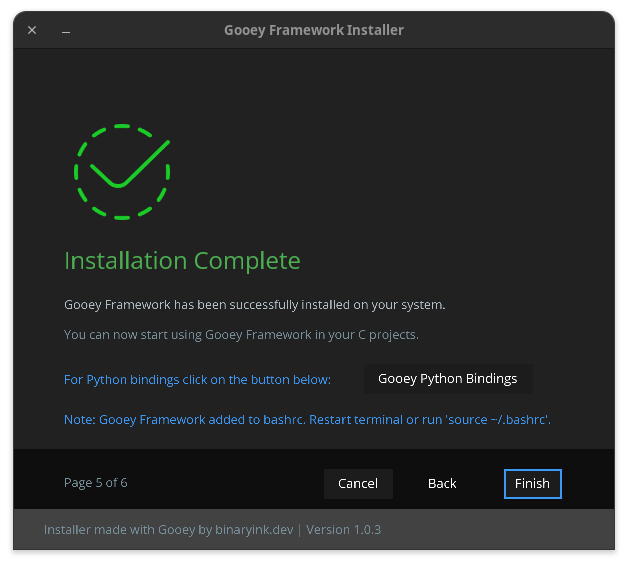 Gooey Framework Installer
Installation Complete
Gooey Framework has been successfully installed on your system.
You can now start using Gooey Framework in your C projects.
For Python bindings click on the button below: Gooey Python Bindings
Note: Gooey Framework added to bashrc. Restart terminal or run 'source ~/.bashrc'.
Page 5 of 6 Cancel Back Finish
Installer made with Gooey by binaryink.dev | Version 1.0.3